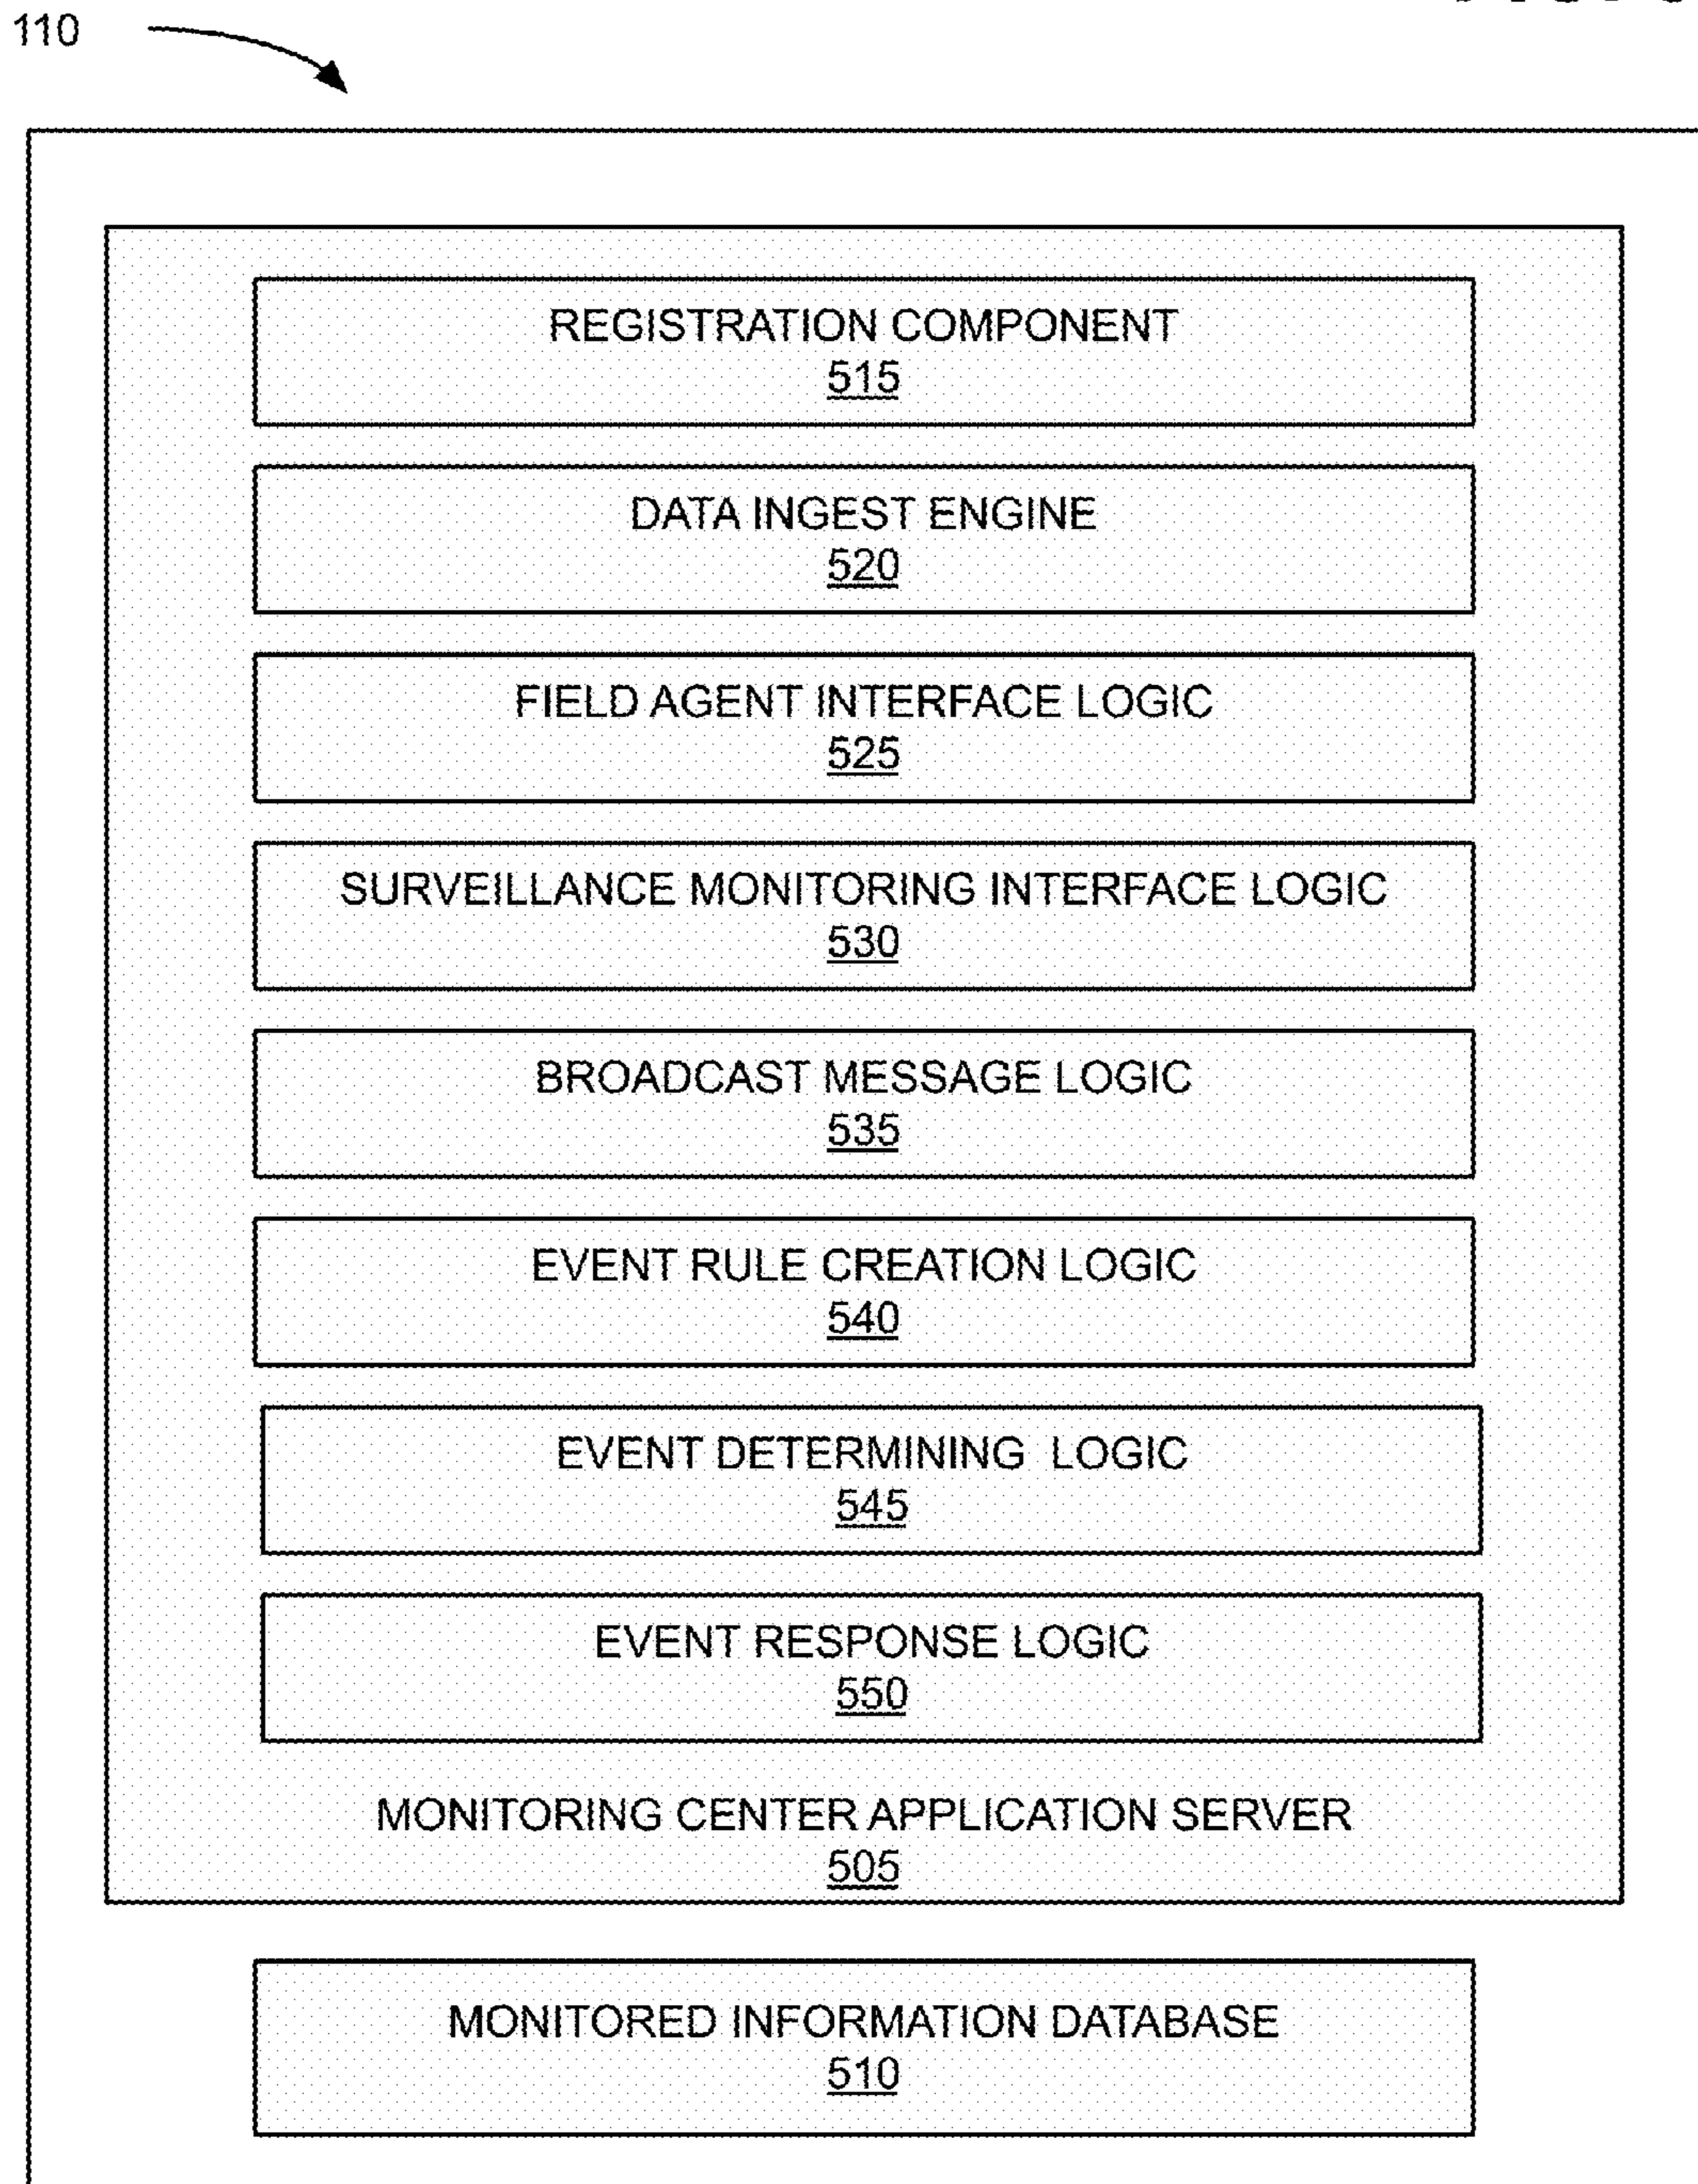 110
REGISTRATION COMPONENT
515
DATA INGEST ENGINE
520
FIELD AGENT INTERFACE LOGIC
525
SURVEILLANCE MONITORING INTERFACE LOGIC
530
BROADCAST MESSAGE LOGIC
535
EVENT RULE CREATION LOGIC
540
EVENT DETERMINING LOGIC
545
EVENT RESPONSE LOGIC
550
MONITORING CENTER APPLICATION SERVER
505
MONITORED INFORMATION DATABASE
510